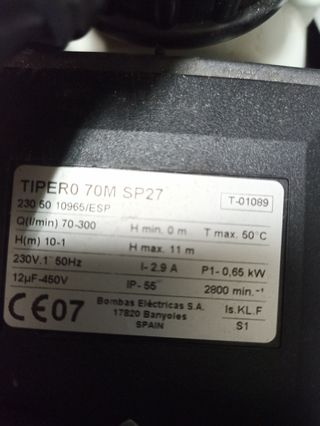 TIPER0 70M SP27
T-01089
230 50 10965/ESP
Q(l/min) 70-300 H min. 0 m T max. 50°C
H(m) 10-1 H max. 11 m
230V.1~50Hz I- 2.9 A P1- 0,65 kW
12µF-450V IP- 55 2800 min.-¹
CE07 Bombas Eléctricas S.A. Is.KL.F
17820 Banyoles
SPAIN S1